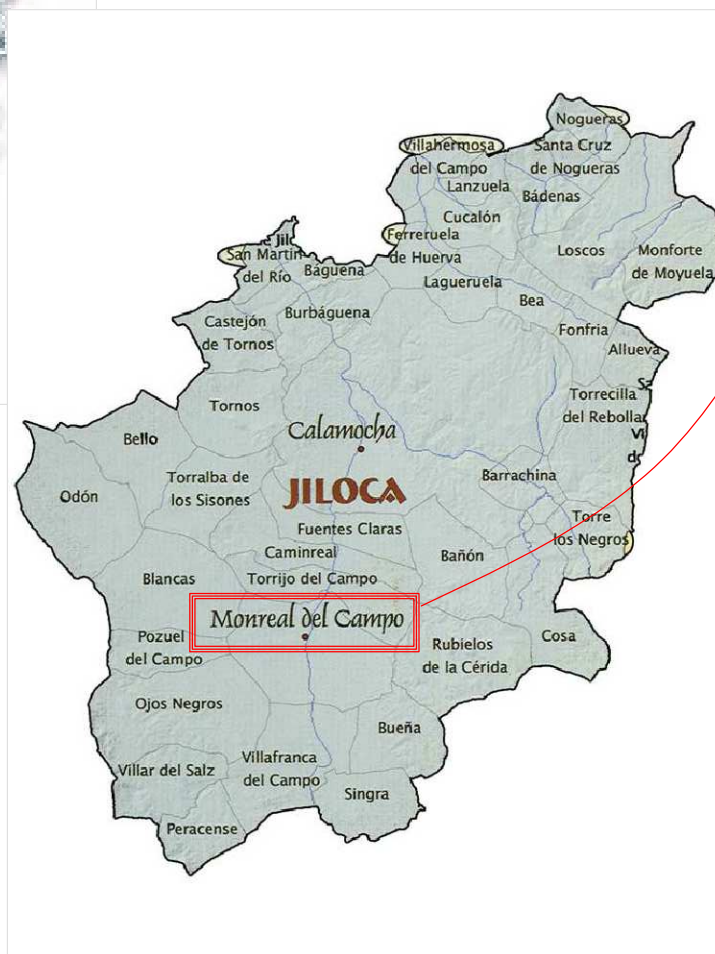 Nogueras
Villahermosa
del Campo
Santa Cruz
de Nogueras
Lanzuela
Bádenas
Cucalón
Ferreruela
de Huerva
Loscos
Monforte
de Moyuela
San Martín
del Río
Báguena
Lagueruela
Bea
Burbáguena
Castejón
de Tornos
Fonfria
Allueva
Torrecilla
del Rebollar
Tornos
Calamocha
Bello
Torralba de
los Sisones
Barrachina
Odón
JILOCA
Torre
los Negros
Fuentes Claras
Caminreal
Bañón
Blancas
Torrijo del Campo
Monreal del Campo
Pozuel
del Campo
Rubielos
de la Cérida
Cosa
Ojos Negros
Bueña
Villar del Salz
Villafranca
del Campo
Singra
Peracense